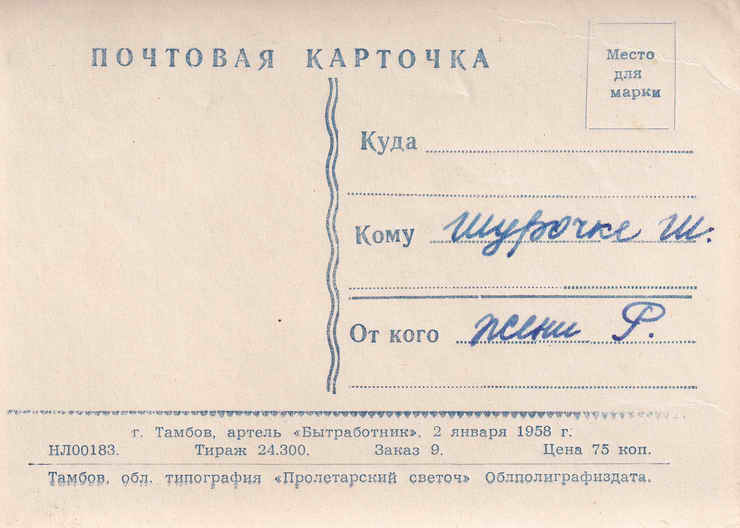 ПОЧТОВАЯ КАРТОЧКА
Место
для
марки
Куда
Кому Шурочке Ш.
От кого Жени Р.
г. Тамбов, артель «Бытработник», 2 января 1958 г.
НЛ00183. Тираж 24.300. Заказ 9. Цена 75 коп.
Тамбов, обл. типография «Пролетарский светоч» Облполиграфиздата.